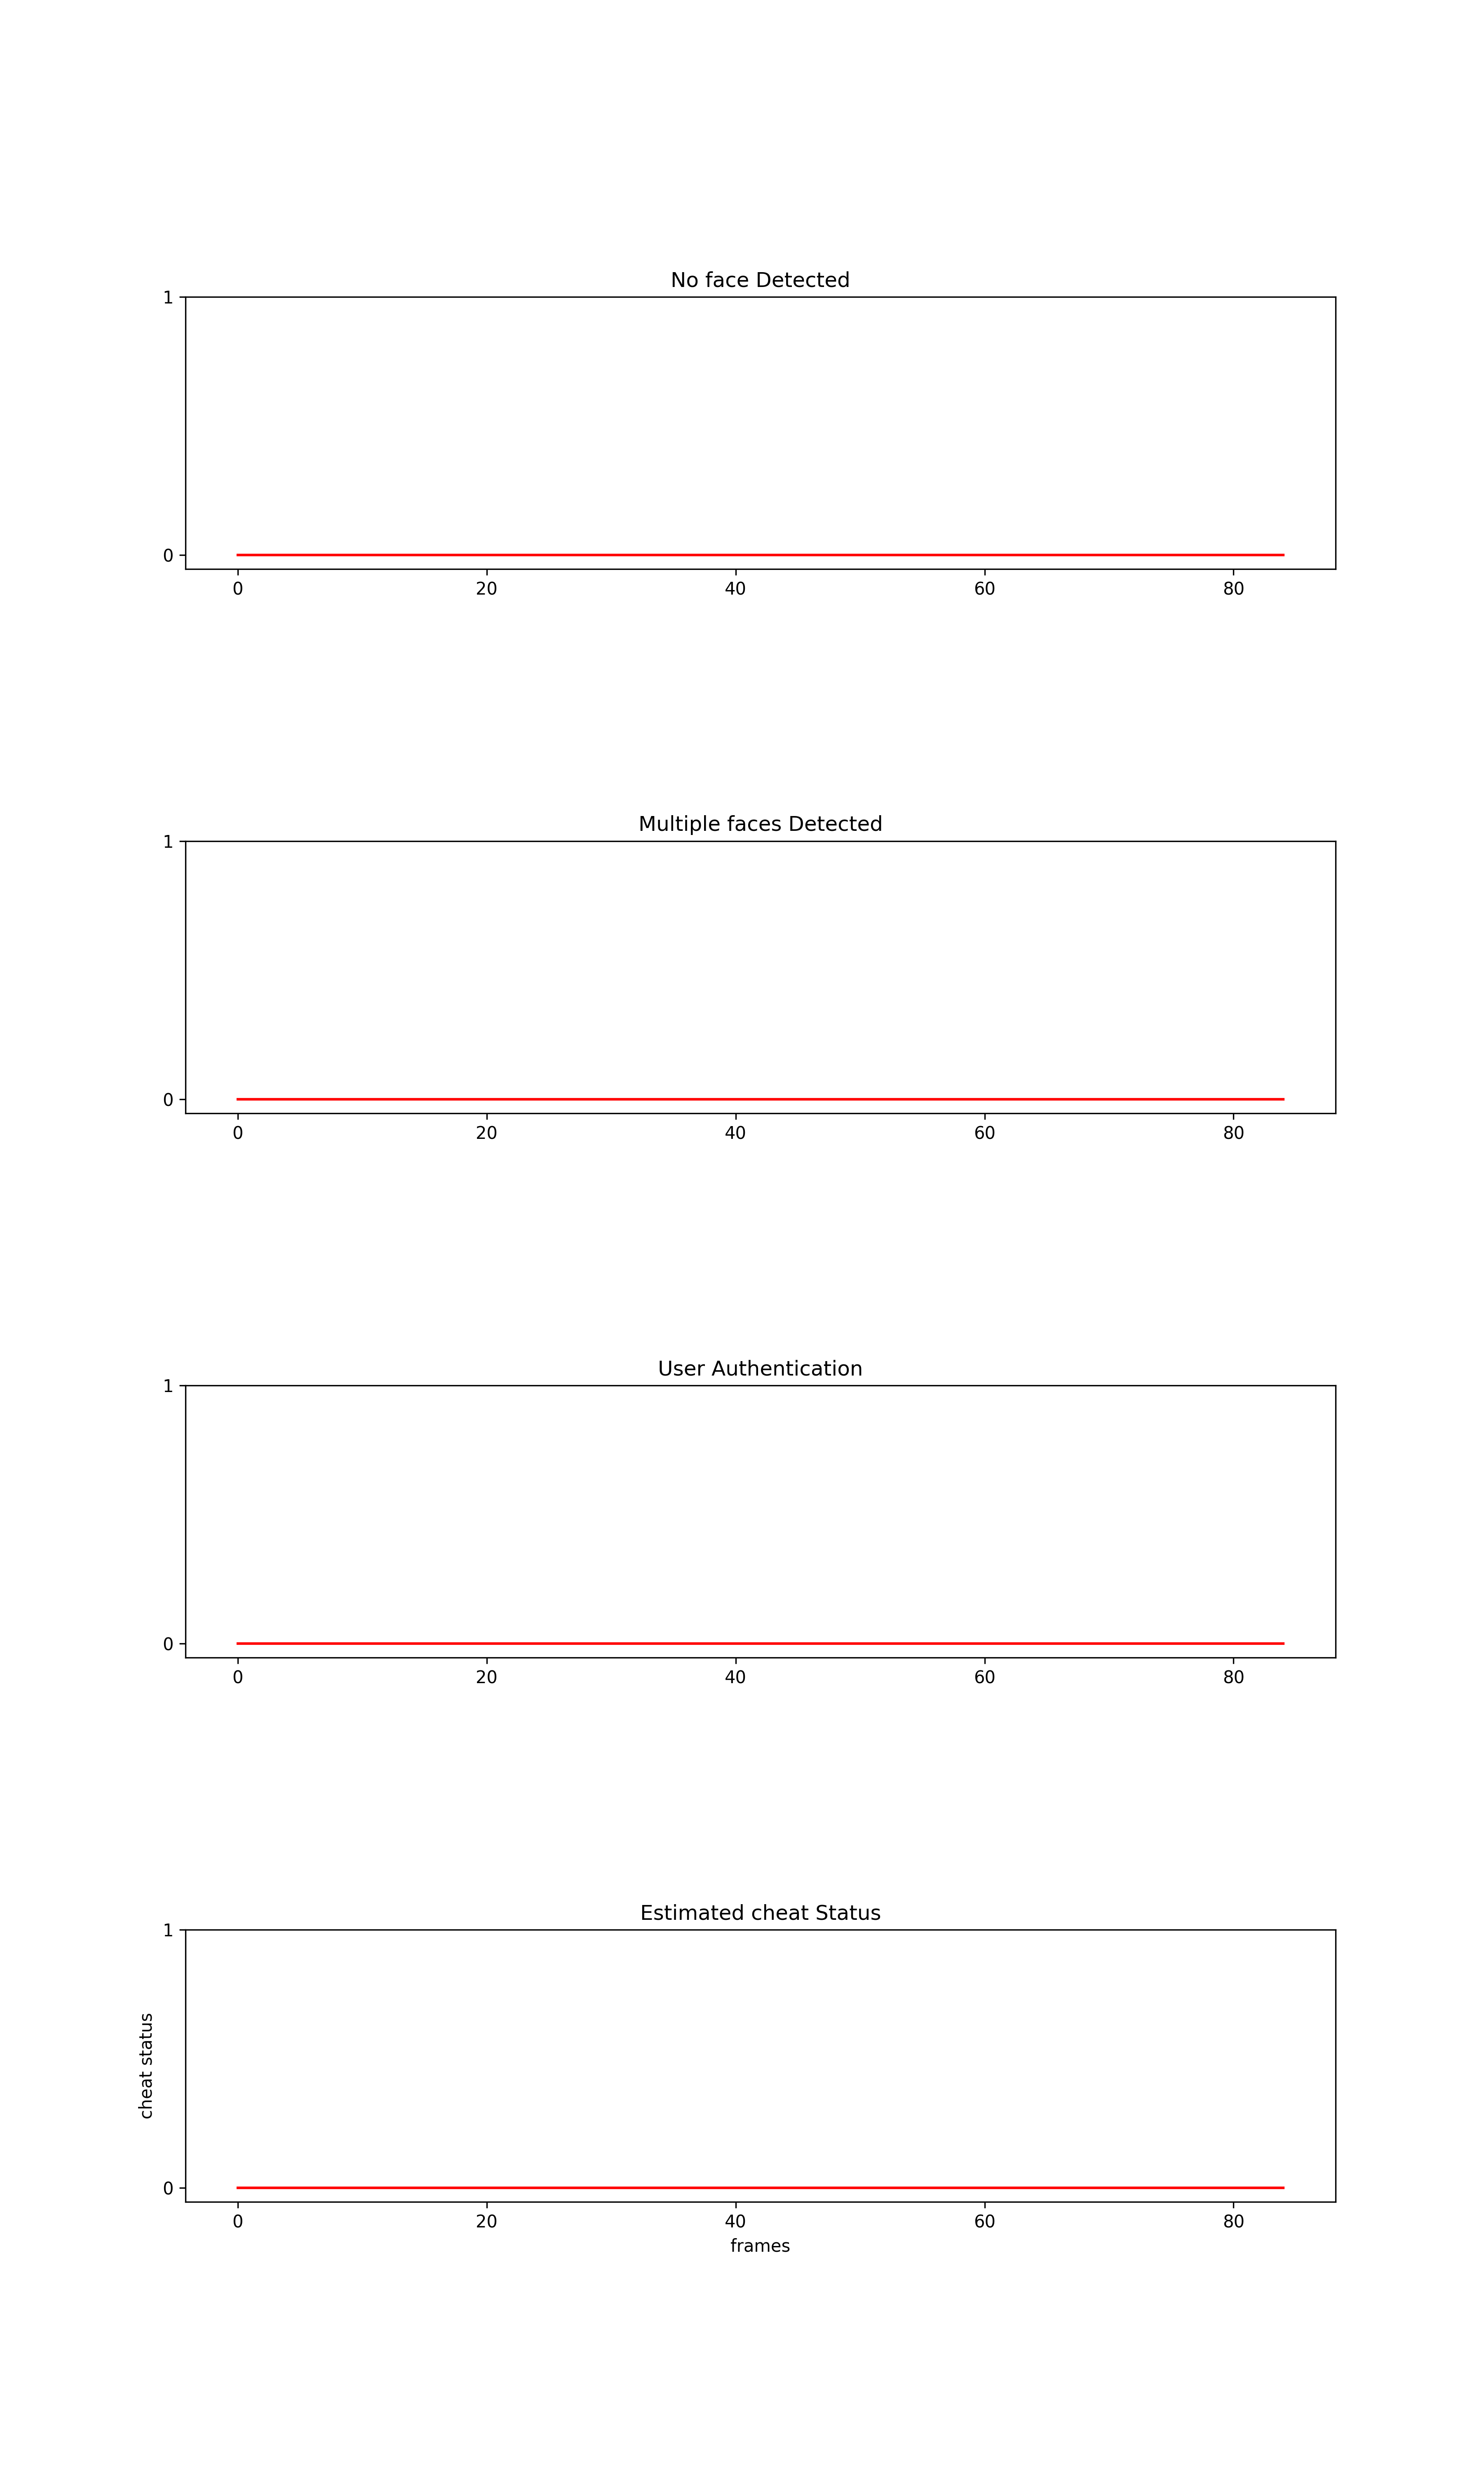 No face Detected
1
0
0 20 40 60 80
Multiple faces Detected
1
0
0 20 40 60 80
User Authentication
1
0
0 20 40 60 80
Estimated cheat Status
1
cheat status
0
0 20 40 60 80
frames